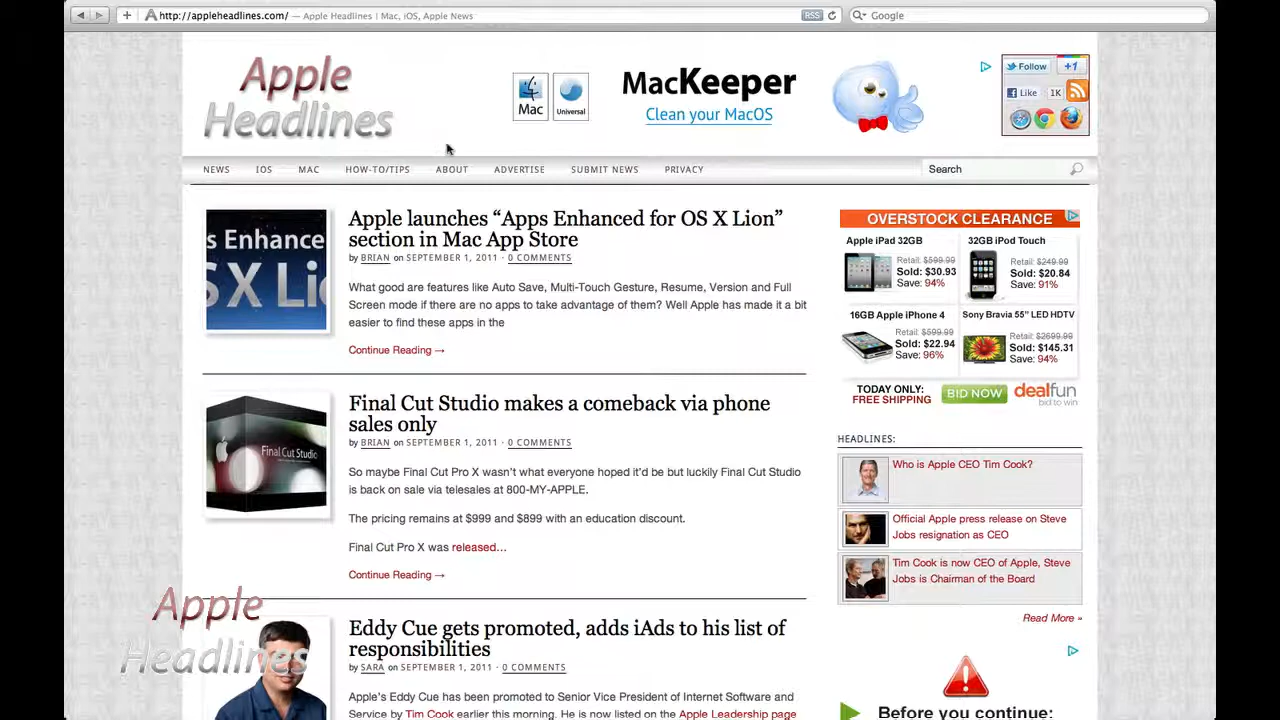 http://appleheadlines.com/ — Apple Headlines | Mac, iOS, Apple News
RSS
Google
Apple
Headlines
Mac
Universal
MacKeeper
Clean your MacOS
Follow
+1
Like
1K
NEWS IOS MAC HOW-TO/TIPS ABOUT ADVERTISE SUBMIT NEWS PRIVACY
Search
s Enhance
S X Lio
Apple launches “Apps Enhanced for OS X Lion”
section in Mac App Store
by BRIAN on SEPTEMBER 1, 2011 · 0 COMMENTS
What good are features like Auto Save, Multi-Touch Gesture, Resume, Version and Full
Screen mode if there are no apps to take advantage of them? Well Apple has made it a bit
easier to find these apps in the
Continue Reading →
Final Cut Studio
Final Cut Studio makes a comeback via phone
sales only
by BRIAN on SEPTEMBER 1, 2011 · 0 COMMENTS
So maybe Final Cut Pro X wasn’t what everyone hoped it’d be but luckily Final Cut Studio
is back on sale via telesales at 800-MY-APPLE.
The pricing remains at $999 and $899 with an education discount.
Final Cut Pro X was released…
Continue Reading →
Eddy Cue gets promoted, adds iAds to his list of
responsibilities
by SARA on SEPTEMBER 1, 2011 · 0 COMMENTS
Apple’s Eddy Cue has been promoted to Senior Vice President of Internet Software and
Service by Tim Cook earlier this morning. He is now listed on the Apple Leadership page
Apple
Headlines
OVERSTOCK CLEARANCE
Apple iPad 32GB
Retail: $599.99
Sold: $30.93
Save: 94%
32GB iPod Touch
Retail: $249.99
Sold: $20.84
Save: 91%
16GB Apple iPhone 4
Retail: $599.99
Sold: $22.94
Save: 96%
Sony Bravia 55" LED HDTV
Retail: $2699.99
Sold: $145.31
Save: 94%
TODAY ONLY:
FREE SHIPPING
BID NOW
dealfun
bid to win
HEADLINES:
Who is Apple CEO Tim Cook?
Official Apple press release on Steve
Jobs resignation as CEO
Tim Cook is now CEO of Apple, Steve
Jobs is Chairman of the Board
Read More »
Before you continue: